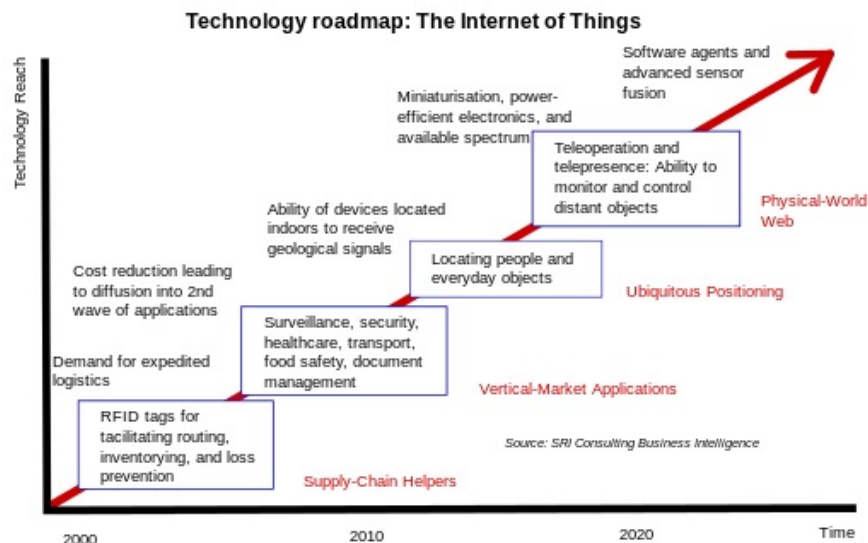 Technology roadmap: The Internet of Things
Technology Reach
Software agents and
advanced sensor
fusion
Miniaturisation, power-
efficient electronics, and
available spectrum
Teleoperation and
telepresence: Ability to
monitor and control
distant objects
Physical-World
Web
Ability of devices located
indoors to receive
geological signals
Locating people and
everyday objects
Ubiquitous Positioning
Cost reduction leading
to diffusion into 2nd
wave of applications
Surveillance, security,
healthcare, transport,
food safety, document
management
Vertical-Market Applications
Demand for expedited
logistics
RFID tags for
tacilitating routing,
inventorying, and loss
prevention
Supply-Chain Helpers
Source: SRI Consulting Business Intelligence
2000
2010
2020
Time